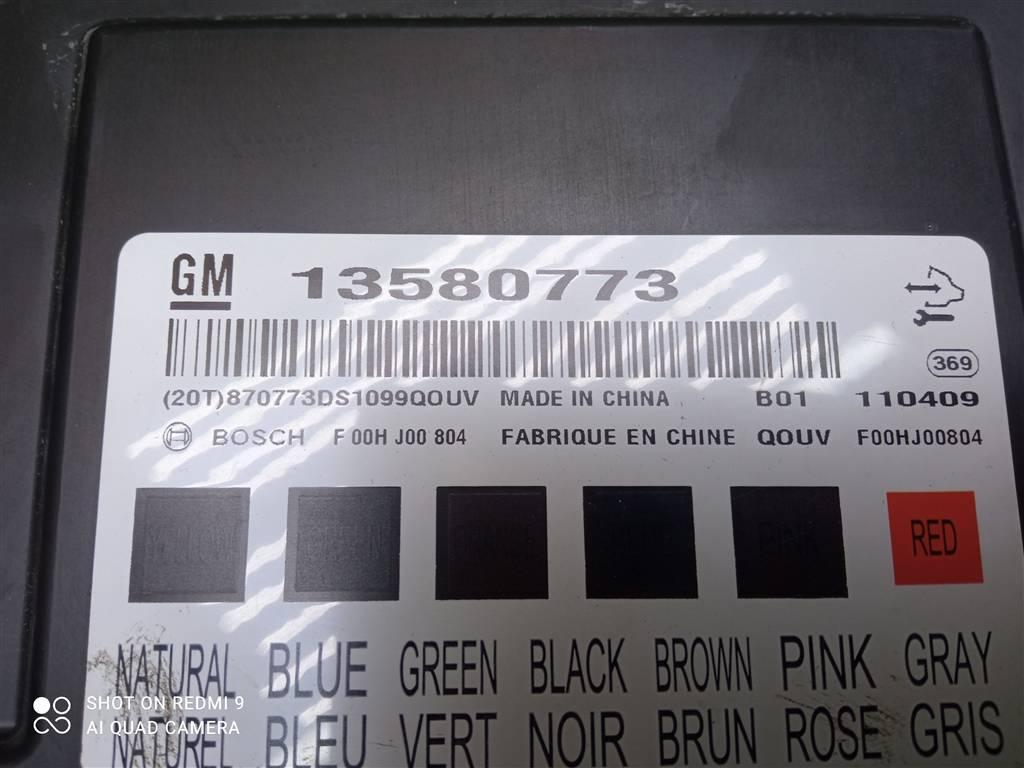 GM 13580773
369
(20T)870773DS1099QOUV MADE IN CHINA B01 110409
BOSCH F 00H J00 804 FABRIQUE EN CHINE QOUV F00HJ00804
YELLOW PINK RED
NATURAL BLUE GREEN BLACK BROWN PINK GRAY
NATUREL BLEU VERT NOIR BRUN ROSE GRIS
SHOT ON REDMI 9
AI QUAD CAMERA